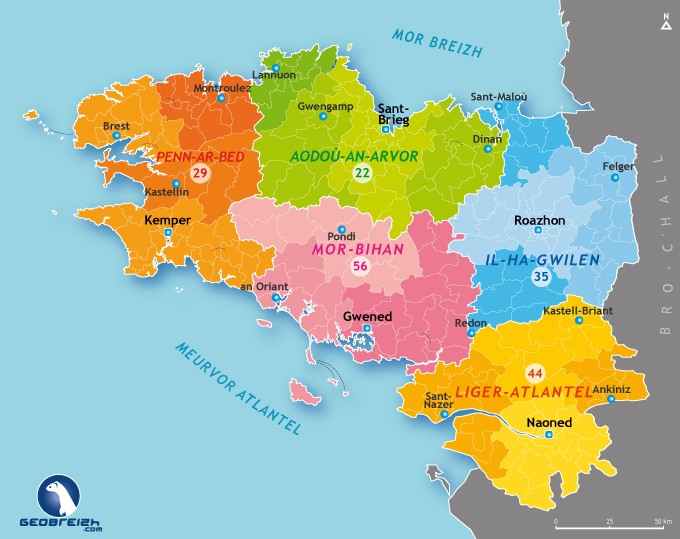 N
MOR BREIZH
Lannuon
Montroulez
Gwengamp
Sant-
Brieg
Sant-Maloù
Brest
Dinan
PENN-AR-BED
29
AODOÙ-AN-ARVOR
22
Felger
Kastellin
Kemper
Pondi
MOR-BIHAN
56
Roazhon
IL-HA-GWILEN
35
BRO-C'HALL
an Oriant
Gwened
Redon
Kastell-Briant
MEURVOR ATLANTEL
44
LIGER-ATLANTEL
Ankiniz
Sant-
Nazer
Naoned
GEOBREIZH
.com
0 25 50 km